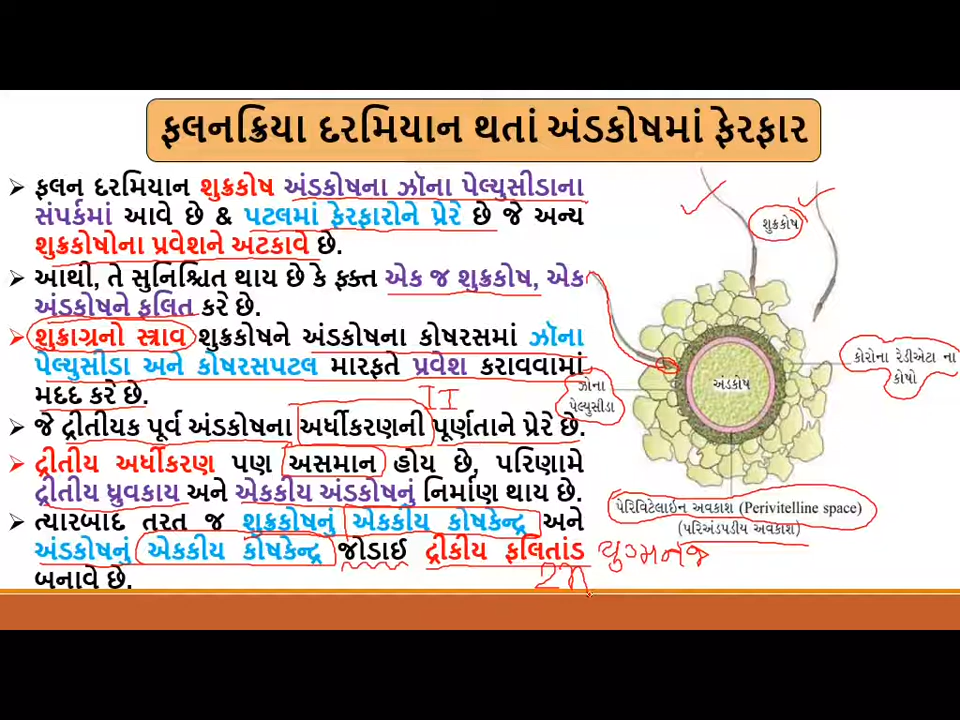 ફલનક્રિયા દરમિયાન થતાં અંડકોષમાં ફેરફાર
➢ ફલન દરમિયાન શુક્રકોષ અંડકોષના ઝૉના પેલ્યુસીડાના
સંપર્કમાં આવે છે & પટલમાં ફેરફારોને પ્રેરે છે જે અન્ય
શુક્રકોષોના પ્રવેશને અટકાવે છે.
➢ આથી, તે સુનિશ્ચિત થાય છે કે ફક્ત એક જ શુક્રકોષ, એક
અંડકોષને ફલિત કરે છે.
➢ શુક્રાગ્રનો સ્ત્રાવ શુક્રકોષને અંડકોષના કોષરસમાં ઝૉના
પેલ્યુસીડા અને કોષરસપટલ મારફતે પ્રવેશ કરાવવામાં
મદદ કરે છે.
II
➢ જે દ્વીતીયક પૂર્વ અંડકોષના અર્ધીકરણની પૂર્ણતાને પ્રેરે છે.
➢ દ્વીતીય અર્ધીકરણ પણ અસમાન હોય છે, પરિણામે
દ્વીતીય ધ્રુવકાય અને એકકીય અંડકોષનું નિર્માણ થાય છે.
➢ ત્યારબાદ તરત જ શુક્રકોષનું એકકીય કોષકેન્દ્ર અને
અંડકોષનું એકકીય કોષકેન્દ્ર જોડાઈ દ્વીકીય ફલિતાંડ
બનાવે છે.
યુગ્મનજ
2n
શુક્રકોષ
કોરોના રેડીએટા ના
કોષો
અંડકોષ
ઝોના
પેલ્યુસીડા
પેરિવિટેલાઇન અવકાશ (Perivitelline space)
(પરિઅંડપડીય અવકાશ)